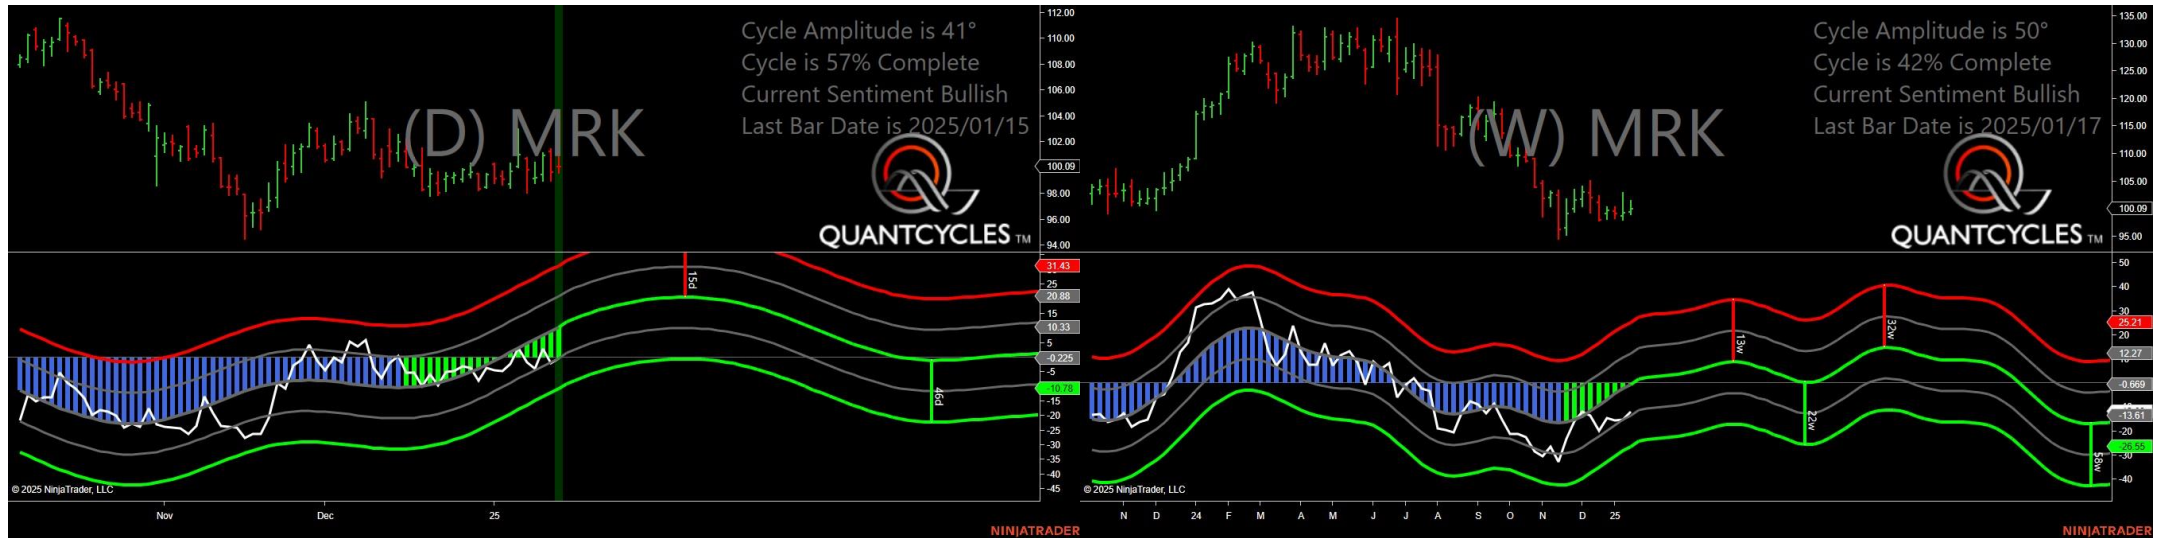 Cycle Amplitude is 41°
Cycle is 57% Complete
Current Sentiment Bullish
Last Bar Date is 2025/01/15
(D) MRK
QUANTCYCLES TM
112.00
110.00
108.00
106.00
104.00
102.00
100.09
98.00
96.00
94.00
31.43
25
20.88
15
10.33
5
-0.225
-5
-10.78
-15
-20
-25
-30
-35
-40
-45
15d
46d
© 2025 NinjaTrader, LLC
Nov
Dec
25
NINJATRADER
Cycle Amplitude is 50°
Cycle is 42% Complete
Current Sentiment Bullish
Last Bar Date is 2025/01/17
(W) MRK
QUANTCYCLES TM
135.00
130.00
125.00
120.00
115.00
110.00
105.00
100.09
95.00
50
40
30
25.21
20
12.27
-0.669
-13.61
-20
-26.55
-30
-40
13w
22w
32w
58w
© 2025 NinjaTrader, LLC
N D 24 F M A M J J A S O N D 25
NINJATRADER